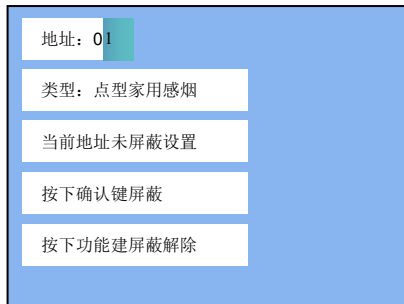 地址：01
类型：点型家用感烟
当前地址未屏蔽设置
按下确认键屏蔽
按下功能建屏蔽解除